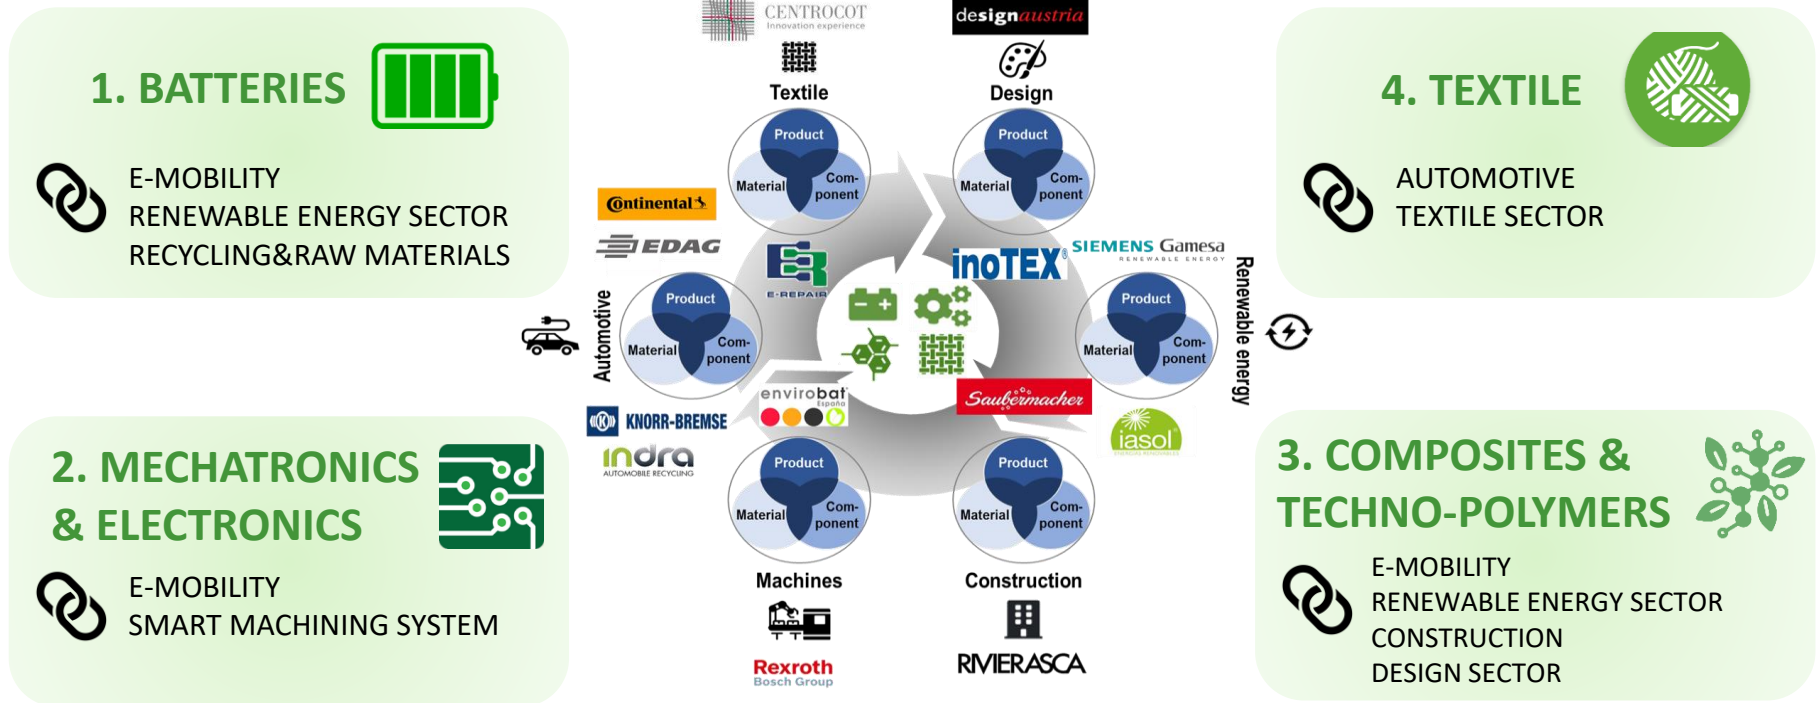 1. BATTERIES
E-MOBILITY
RENEWABLE ENERGY SECTOR
RECYCLING&RAW MATERIALS
2. MECHATRONICS
& ELECTRONICS
E-MOBILITY
SMART MACHINING SYSTEM
CENTROCOT
Innovation experience
Textile
Product
Material
Com-
ponent
designaustria
Design
Product
Material
Com-
ponent
Continental
EDAG
E-REPAIR
inoTEX®
SIEMENS Gamesa
RENEWABLE ENERGY
Automotive
Product
Material
Com-
ponent
Product
Material
Com-
ponent
Renewable energy
KNORR-BREMSE
indra
AUTOMOBILE RECYCLING
envirobat
España
Saubermacher
iasol
ENERGÍAS RENOVABLES
Product
Material
Com-
ponent
Machines
Rexroth
Bosch Group
Product
Material
Com-
ponent
Construction
RIVIERASCA
4. TEXTILE
AUTOMOTIVE
TEXTILE SECTOR
3. COMPOSITES &
TECHNO-POLYMERS
E-MOBILITY
RENEWABLE ENERGY SECTOR
CONSTRUCTION
DESIGN SECTOR